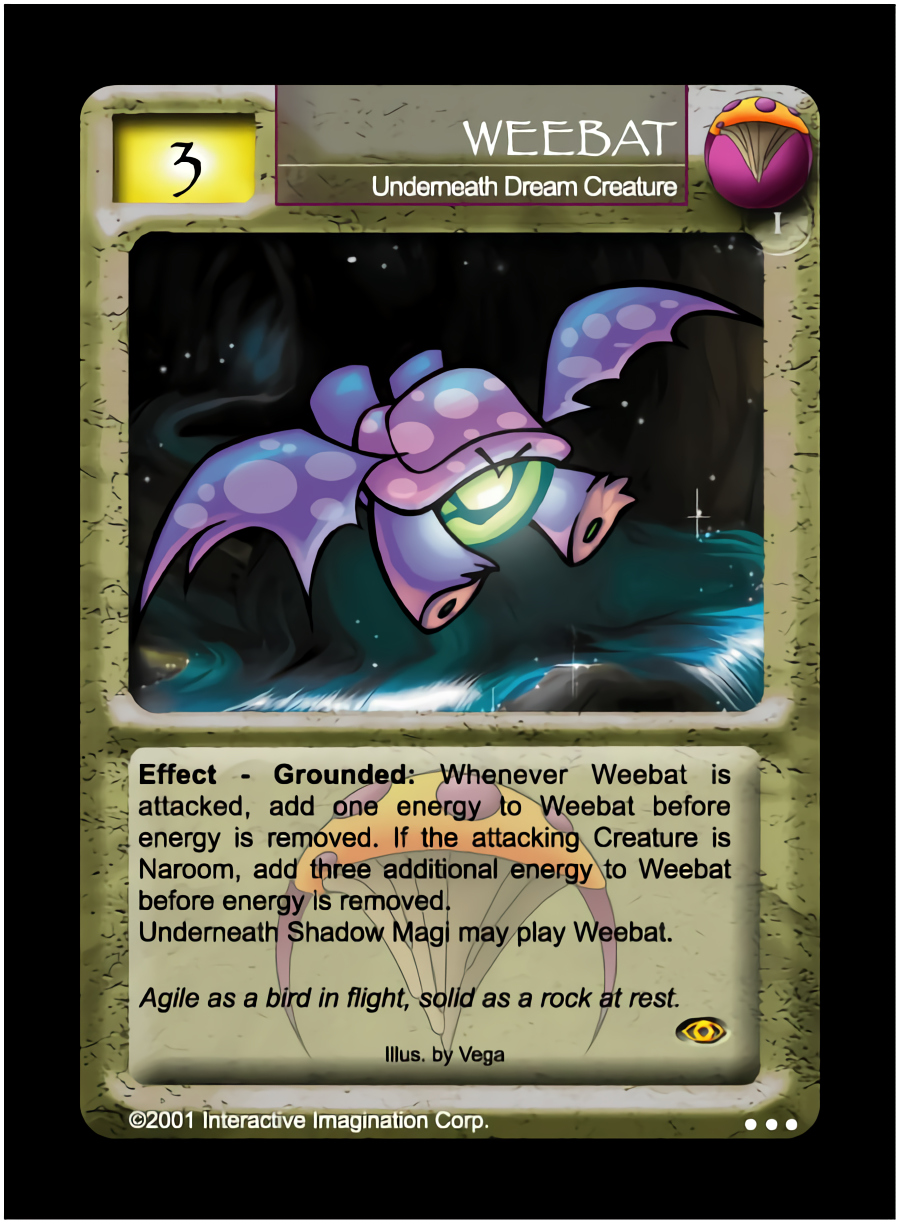 3
WEEBAT
Underneath Dream Creature
I
Effect - Grounded: Whenever Weebat is
attacked, add one energy to Weebat before
energy is removed. If the attacking Creature is
Naroom, add three additional energy to Weebat
before energy is removed.
Underneath Shadow Magi may play Weebat.
Agile as a bird in flight, solid as a rock at rest.
Illus. by Vega
©2001 Interactive Imagination Corp.